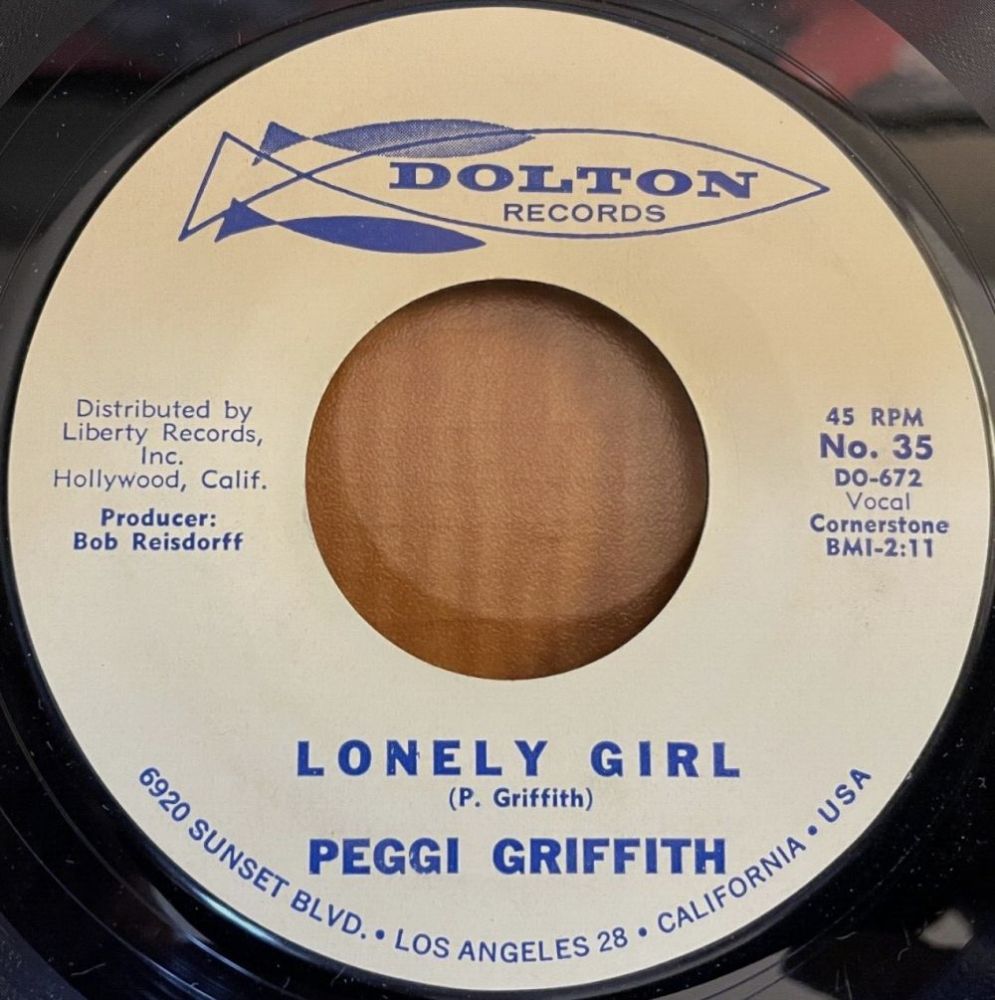 DOLTON
RECORDS
Distributed by
Liberty Records,
Inc.
Hollywood, Calif.
Producer:
Bob Reisdorff
45 RPM
No. 35
DO-672
Vocal
Cornerstone
BMI-2:11
LONELY GIRL
(P. Griffith)
PEGGI GRIFFITH
6920 SUNSET BLVD. • LOS ANGELES 28 • CALIFORNIA • USA